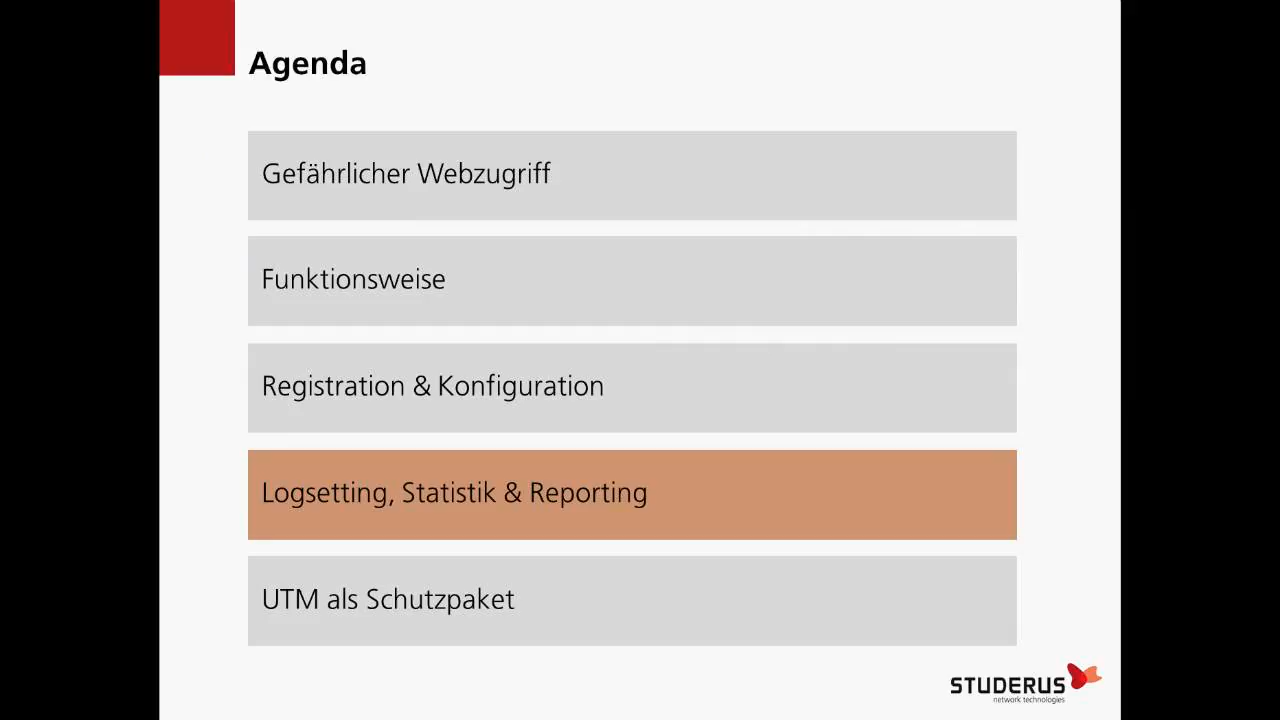 Agenda
Gefährlicher Webzugriff
Funktionsweise
Registration & Konfiguration
Logsetting, Statistik & Reporting
UTM als Schutzpaket
STUDERUS
network technologies